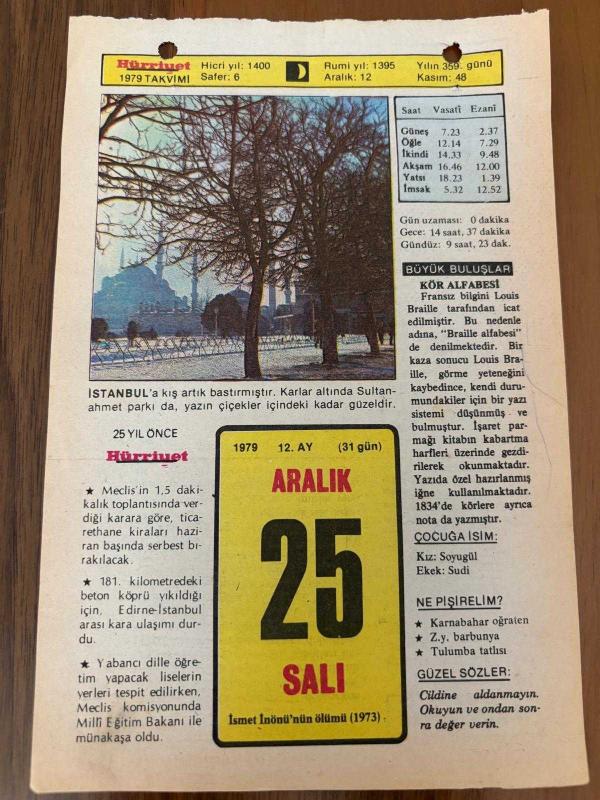 Hürriyet
1979 TAKVİMİ
Hicri yıl: 1400
Safer: 6
Rumi yıl: 1395
Aralık: 12
Yılın 359. günü
Kasım: 48
Saat Vasatî Ezanî
Güneş 7.23 2.37
Öğle 12.14 7.29
İkindi 14.33 9.48
Akşam 16.46 12.00
Yatsı 18.23 1.39
İmsak 5.32 12.52
Gün uzaması: 0 dakika
Gece: 14 saat, 37 dakika
Gündüz: 9 saat, 23 dak.
BÜYÜK BULUŞLAR
KÖR ALFABESİ
Fransız bilgini Louis
Braille tarafından icat
edilmiştir. Bu nedenle
adına, "Braille alfabesi"
de denilmektedir. Bir
kaza sonucu Louis Bra-
ille, görme yeteneğini
kaybedince, kendi duru-
mundakiler için bir yazı
sistemi düşünmüş ve
bulmuştur. İşaret par-
mağı kitabın kabartma
harfleri üzerinde gezdi-
rilerek okunmaktadır.
Yazıda özel hazırlanmış
iğne kullanılmaktadır.
1834'de körlere ayrıca
nota da yazmıştır.
ÇOCUĞA İSİM:
Kız: Soyugül
Ekek: Sudi
NE PİŞİRELİM?
★ Karnabahar oğraten
★ Z.y. barbunya
★ Tulumba tatlısı
GÜZEL SÖZLER:
Cildine aldanmayın.
Okuyun ve ondan son-
ra değer verin.
İSTANBUL'a kış artık bastırmıştır. Karlar altında Sultan-
ahmet parkı da, yazın çiçekler içindeki kadar güzeldir.
25 YIL ÖNCE
Hürriyet
★ Meclis'in 1,5 daki-
kalık toplantısında ver-
diği karara göre, tica-
rethane kiraları hazi-
ran başında serbest bı-
rakılacak.
★ 181. kilometredeki
beton köprü yıkıldığı
için, Edirne-İstanbul
arası kara ulaşımı dur-
du.
★ Yabancı dille öğre-
tim yapacak liselerin
yerleri tespit edilirken,
Meclis komisyonunda
Millî Eğitim Bakanı ile
münakaşa oldu.
1979 12. AY (31 gün)
ARALIK
25
SALI
İsmet İnönü'nün ölümü (1973)